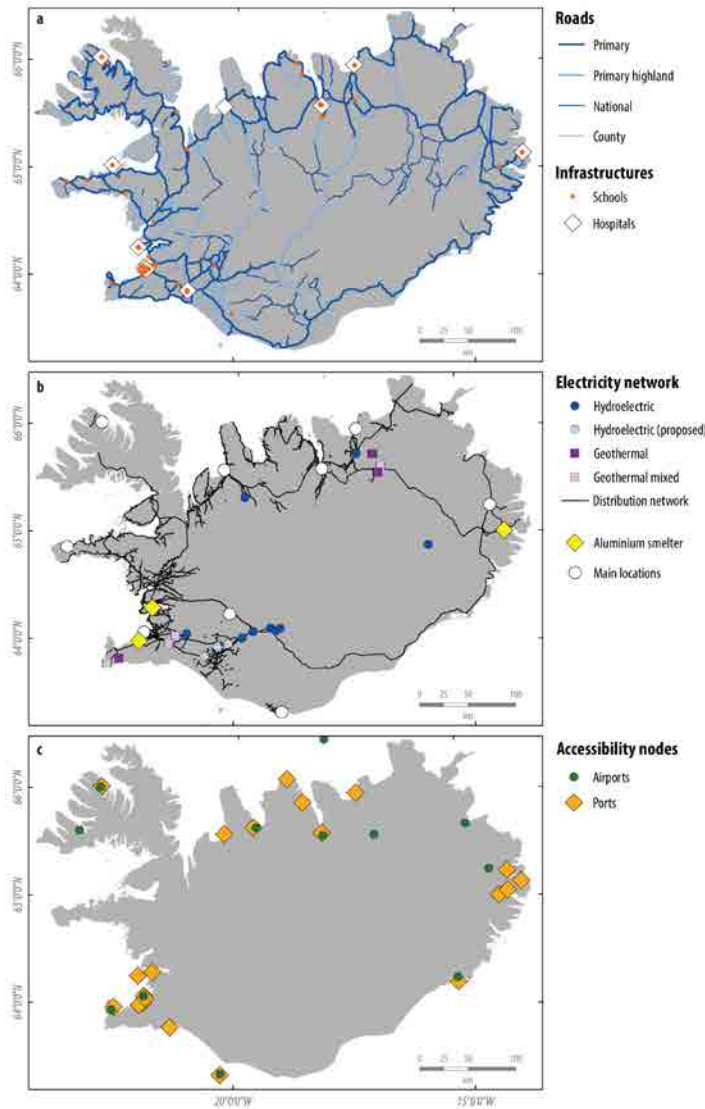 a
66°0'0"N
65°0'0"N
64°0'0"N
0 25 50 100
km
Roads
Primary
Primary highland
National
County
Infrastructures
Schools
Hospitals
b
66°0'0"N
65°0'0"N
64°0'0"N
0 25 50 100
km
Electricity network
Hydroelectric
Hydroelectric (proposed)
Geothermal
Geothermal mixed
Distribution network
Aluminium smelter
Main locations
c
66°0'0"N
65°0'0"N
64°0'0"N
0 25 50 100
km
20°0'0"W
15°0'0"W
Accessibility nodes
Airports
Ports